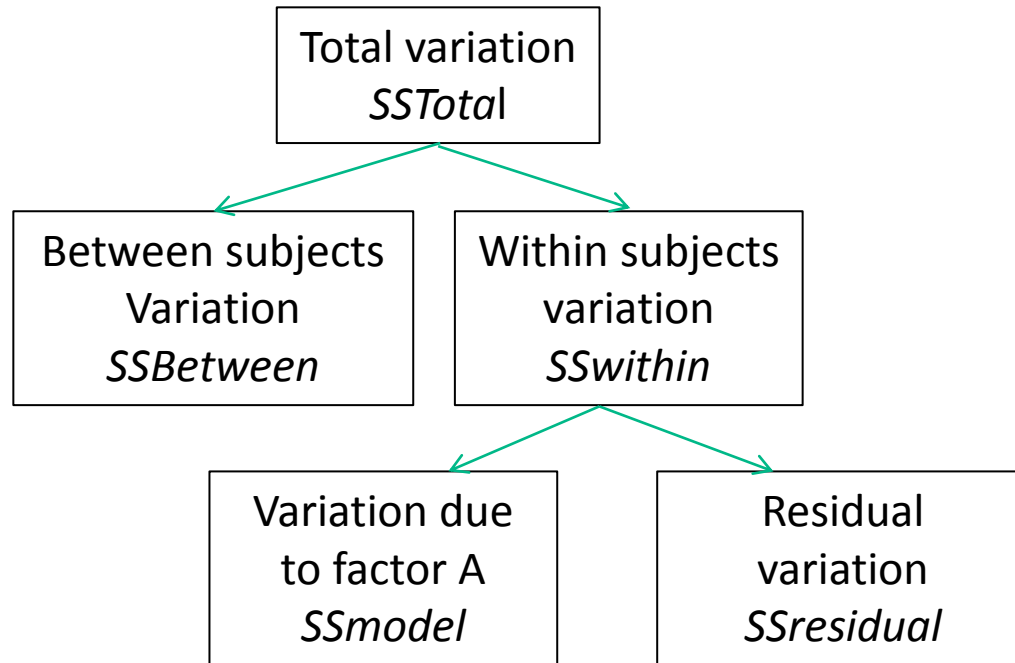 Total variation
SSTotal
Between subjects
Variation
SSBetween
Within subjects
variation
SSwithin
Variation due
to factor A
SSmodel
Residual
variation
SSresidual